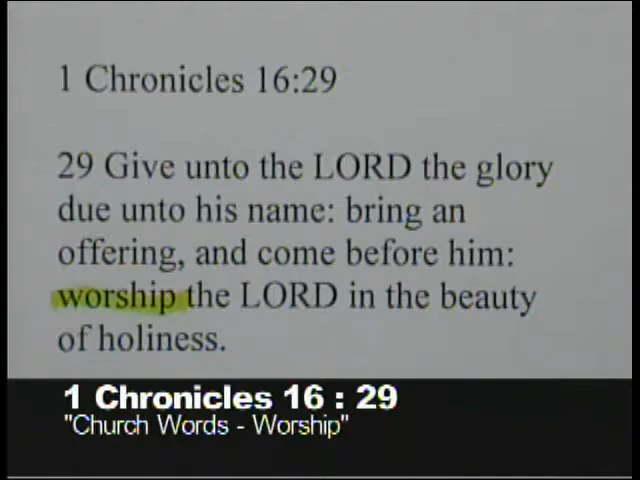 1 Chronicles 16:29
29 Give unto the LORD the glory
due unto his name: bring an
offering, and come before him:
worship the LORD in the beauty
of holiness.
1 Chronicles 16 : 29
"Church Words - Worship"